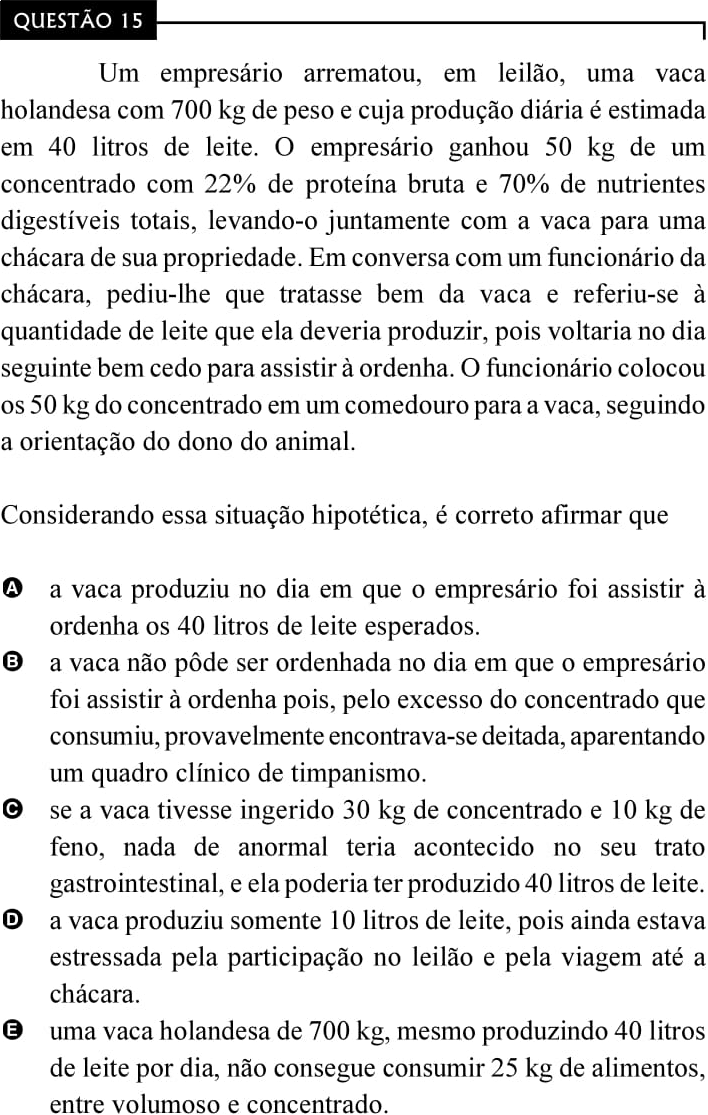 QUESTÃO 15
Um empresário arrematou, em leilão, uma vaca
holandesa com 700 kg de peso e cuja produção diária é estimada
em 40 litros de leite. O empresário ganhou 50 kg de um
concentrado com 22% de proteína bruta e 70% de nutrientes
digestíveis totais, levando-o juntamente com a vaca para uma
chácara de sua propriedade. Em conversa com um funcionário da
chácara, pediu-lhe que tratasse bem da vaca e referiu-se à
quantidade de leite que ela deveria produzir, pois voltaria no dia
seguinte bem cedo para assistir à ordenha. O funcionário colocou
os 50 kg do concentrado em um comedouro para a vaca, seguindo
a orientação do dono do animal.
Considerando essa situação hipotética, é correto afirmar que
A a vaca produziu no dia em que o empresário foi assistir à
ordenha os 40 litros de leite esperados.
B a vaca não pôde ser ordenhada no dia em que o empresário
foi assistir à ordenha pois, pelo excesso do concentrado que
consumiu, provavelmente encontrava-se deitada, aparentando
um quadro clínico de timpanismo.
C se a vaca tivesse ingerido 30 kg de concentrado e 10 kg de
feno, nada de anormal teria acontecido no seu trato
gastrointestinal, e ela poderia ter produzido 40 litros de leite.
D a vaca produziu somente 10 litros de leite, pois ainda estava
estressada pela participação no leilão e pela viagem até a
chácara.
E uma vaca holandesa de 700 kg, mesmo produzindo 40 litros
de leite por dia, não consegue consumir 25 kg de alimentos,
entre volumoso e concentrado.